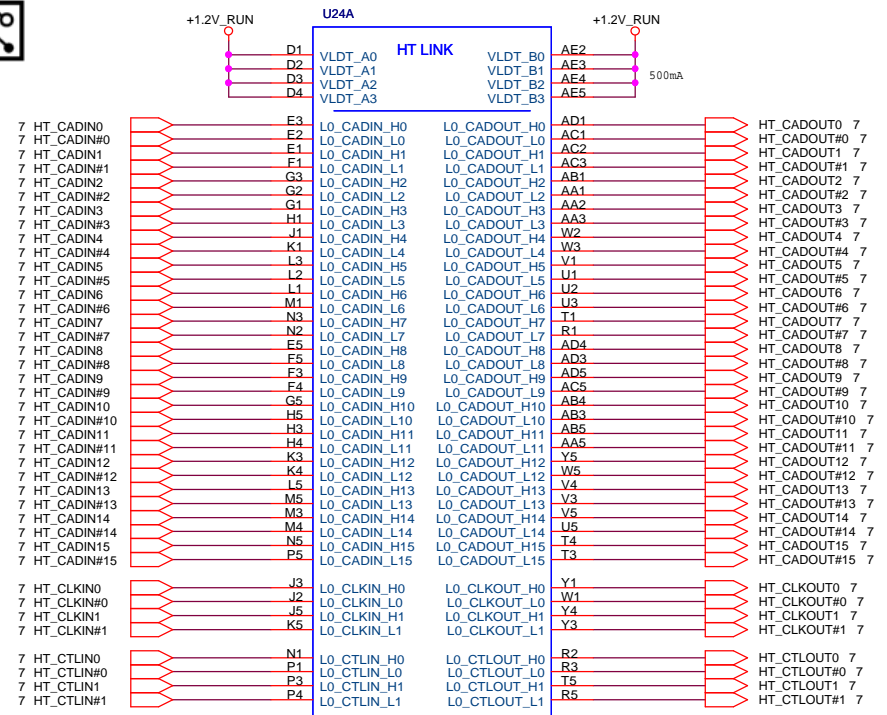 +1.2V_RUN U24A +1.2V_RUN
HT LINK
D1 VLDT_A0 VLDT_B0 AE2
D2 VLDT_A1 VLDT_B1 AE3
D3 VLDT_A2 VLDT_B2 AE4 500mA
D4 VLDT_A3 VLDT_B3 AE5
7 HT_CADIN0 E3 L0_CADIN_H0 L0_CADOUT_H0 AD1 HT_CADOUT0 7
7 HT_CADIN#0 E2 L0_CADIN_L0 L0_CADOUT_L0 AC1 HT_CADOUT#0 7
7 HT_CADIN1 E1 L0_CADIN_H1 L0_CADOUT_H1 AC2 HT_CADOUT1 7
7 HT_CADIN#1 F1 L0_CADIN_L1 L0_CADOUT_L1 AC3 HT_CADOUT#1 7
7 HT_CADIN2 G3 L0_CADIN_H2 L0_CADOUT_H2 AB1 HT_CADOUT2 7
7 HT_CADIN#2 G2 L0_CADIN_L2 L0_CADOUT_L2 AA1 HT_CADOUT#2 7
7 HT_CADIN3 G1 L0_CADIN_H3 L0_CADOUT_H3 AA2 HT_CADOUT3 7
7 HT_CADIN#3 H1 L0_CADIN_L3 L0_CADOUT_L3 AA3 HT_CADOUT#3 7
7 HT_CADIN4 J1 L0_CADIN_H4 L0_CADOUT_H4 W2 HT_CADOUT4 7
7 HT_CADIN#4 K1 L0_CADIN_L4 L0_CADOUT_L4 W3 HT_CADOUT#4 7
7 HT_CADIN5 L3 L0_CADIN_H5 L0_CADOUT_H5 V1 HT_CADOUT5 7
7 HT_CADIN#5 L2 L0_CADIN_L5 L0_CADOUT_L5 U1 HT_CADOUT#5 7
7 HT_CADIN6 L1 L0_CADIN_H6 L0_CADOUT_H6 U2 HT_CADOUT6 7
7 HT_CADIN#6 M1 L0_CADIN_L6 L0_CADOUT_L6 U3 HT_CADOUT#6 7
7 HT_CADIN7 N3 L0_CADIN_H7 L0_CADOUT_H7 T1 HT_CADOUT7 7
7 HT_CADIN#7 N2 L0_CADIN_L7 L0_CADOUT_L7 R1 HT_CADOUT#7 7
7 HT_CADIN8 E5 L0_CADIN_H8 L0_CADOUT_H8 AD4 HT_CADOUT8 7
7 HT_CADIN#8 F5 L0_CADIN_L8 L0_CADOUT_L8 AD3 HT_CADOUT#8 7
7 HT_CADIN9 F3 L0_CADIN_H9 L0_CADOUT_H9 AD5 HT_CADOUT9 7
7 HT_CADIN#9 F4 L0_CADIN_L9 L0_CADOUT_L9 AC5 HT_CADOUT#9 7
7 HT_CADIN10 G5 L0_CADIN_H10 L0_CADOUT_H10 AB4 HT_CADOUT10 7
7 HT_CADIN#10 H5 L0_CADIN_L10 L0_CADOUT_L10 AB3 HT_CADOUT#10 7
7 HT_CADIN11 H3 L0_CADIN_H11 L0_CADOUT_H11 AB5 HT_CADOUT11 7
7 HT_CADIN#11 H4 L0_CADIN_L11 L0_CADOUT_L11 AA5 HT_CADOUT#11 7
7 HT_CADIN12 K3 L0_CADIN_H12 L0_CADOUT_H12 Y5 HT_CADOUT12 7
7 HT_CADIN#12 K4 L0_CADIN_L12 L0_CADOUT_L12 W5 HT_CADOUT#12 7
7 HT_CADIN13 L5 L0_CADIN_H13 L0_CADOUT_H13 V4 HT_CADOUT13 7
7 HT_CADIN#13 M5 L0_CADIN_L13 L0_CADOUT_L13 V3 HT_CADOUT#13 7
7 HT_CADIN14 M3 L0_CADIN_H14 L0_CADOUT_H14 V5 HT_CADOUT14 7
7 HT_CADIN#14 M4 L0_CADIN_L14 L0_CADOUT_L14 U5 HT_CADOUT#14 7
7 HT_CADIN15 N5 L0_CADIN_H15 L0_CADOUT_H15 T4 HT_CADOUT15 7
7 HT_CADIN#15 P5 L0_CADIN_L15 L0_CADOUT_L15 T3 HT_CADOUT#15 7
7 HT_CLKIN0 J3 L0_CLKIN_H0 L0_CLKOUT_H0 Y1 HT_CLKOUT0 7
7 HT_CLKIN#0 J2 L0_CLKIN_L0 L0_CLKOUT_L0 W1 HT_CLKOUT#0 7
7 HT_CLKIN1 J5 L0_CLKIN_H1 L0_CLKOUT_H1 Y4 HT_CLKOUT1 7
7 HT_CLKIN#1 K5 L0_CLKIN_L1 L0_CLKOUT_L1 Y3 HT_CLKOUT#1 7
7 HT_CTLIN0 N1 L0_CTLIN_H0 L0_CTLOUT_H0 R2 HT_CTLOUT0 7
7 HT_CTLIN#0 P1 L0_CTLIN_L0 L0_CTLOUT_L0 R3 HT_CTLOUT#0 7
7 HT_CTLIN1 P3 L0_CTLIN_H1 L0_CTLOUT_H1 T5 HT_CTLOUT1 7
7 HT_CTLIN#1 P4 L0_CTLIN_L1 L0_CTLOUT_L1 R5 HT_CTLOUT#1 7